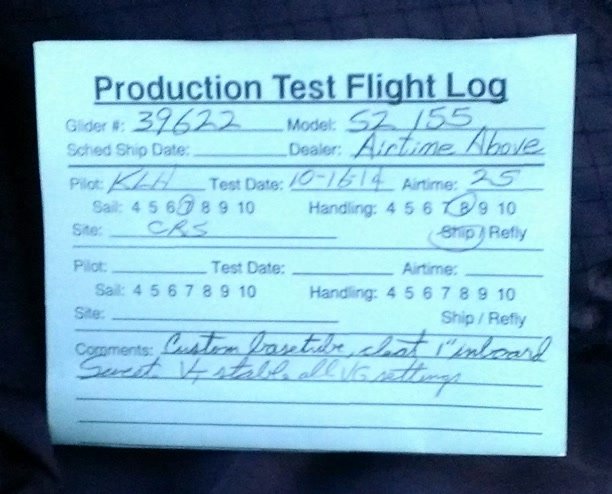 Production Test Flight Log
Glider #: 39622 Model: S2 155
Sched Ship Date: Dealer: Airtime Above
Pilot: KLH Test Date: 10-16-14 Airtime: 25
Sail: 4 5 6 7 8 9 10 Handling: 4 5 6 7 8 9 10
Site: CRS Ship / Refly
Pilot: Test Date: Airtime:
Sail: 4 5 6 7 8 9 10 Handling: 4 5 6 7 8 9 10
Site: Ship / Refly
Comments: Custom basetube, cleat 1" inboard
Sweet. V, stable all VG settings